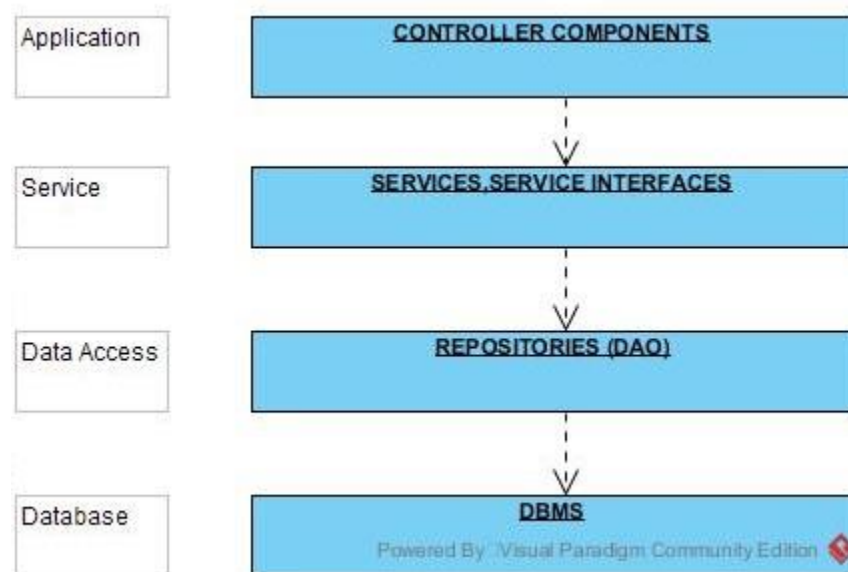 Application
CONTROLLER COMPONENTS
Service
SERVICES,SERVICE INTERFACES
Data Access
REPOSITORIES (DAO)
Database
DBMS
Powered By Visual Paradigm Community Edition